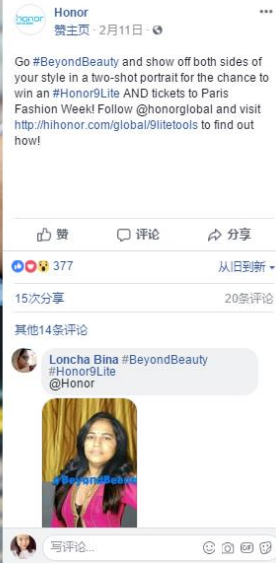 honor
Honor
赞主页 · 2月11日 ·
Go #BeyondBeauty and show off both sides of
your style in a two-shot portrait for the chance to
win an #Honor9Lite AND tickets to Paris
Fashion Week! Follow @honorglobal and visit
http://hihonor.com/global/9litetools to find out
how!
赞 评论 分享
377 从旧到新
15次分享 20条评论
其他14条评论
Loncha Bina #BeyondBeauty
#Honor9Lite
@Honor
#BeyondBeauty
写评论... GIF